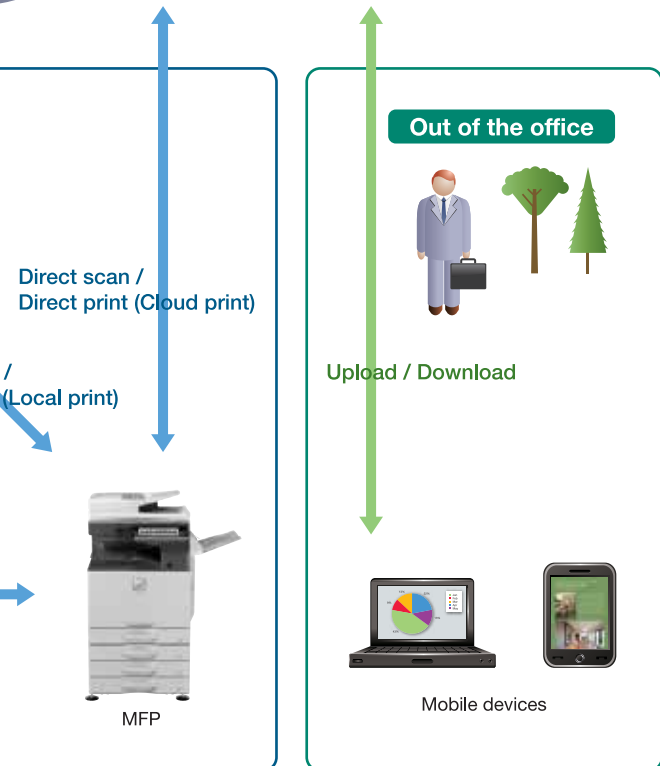 Out of the office
Direct scan /
Direct print (Cloud print)
/
(Local print)
Upload / Download
MFP
Mobile devices